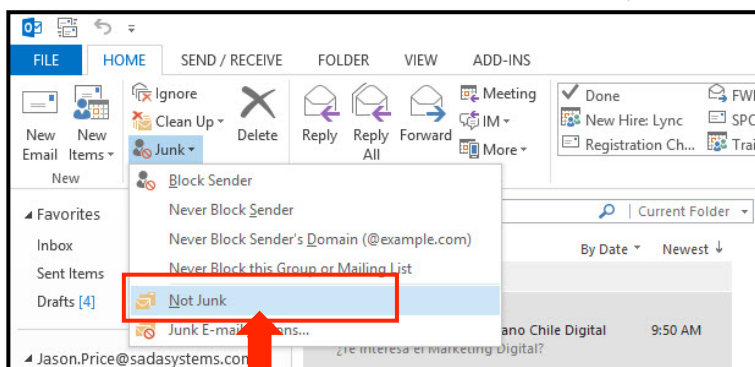 FILE HOME SEND / RECEIVE FOLDER VIEW ADD-INS
New Email
New Items
Ignore
Clean Up
Junk
Delete
Reply
Reply All
Forward
Meeting
IM
More
Done
New Hire: Lync
Registration Ch...
FWI
SPC
Trai
New
Block Sender
Never Block Sender
Never Block Sender's Domain (@example.com)
Never Block this Group or Mailing List
Not Junk
Junk E-mail
ns...
Favorites
Inbox
Sent Items
Drafts [4]
Jason.Price@sadasystems.com
Current Folder
By Date Newest
ano Chile Digital 9:50 AM
¿Te interesa el Marketing Digital?